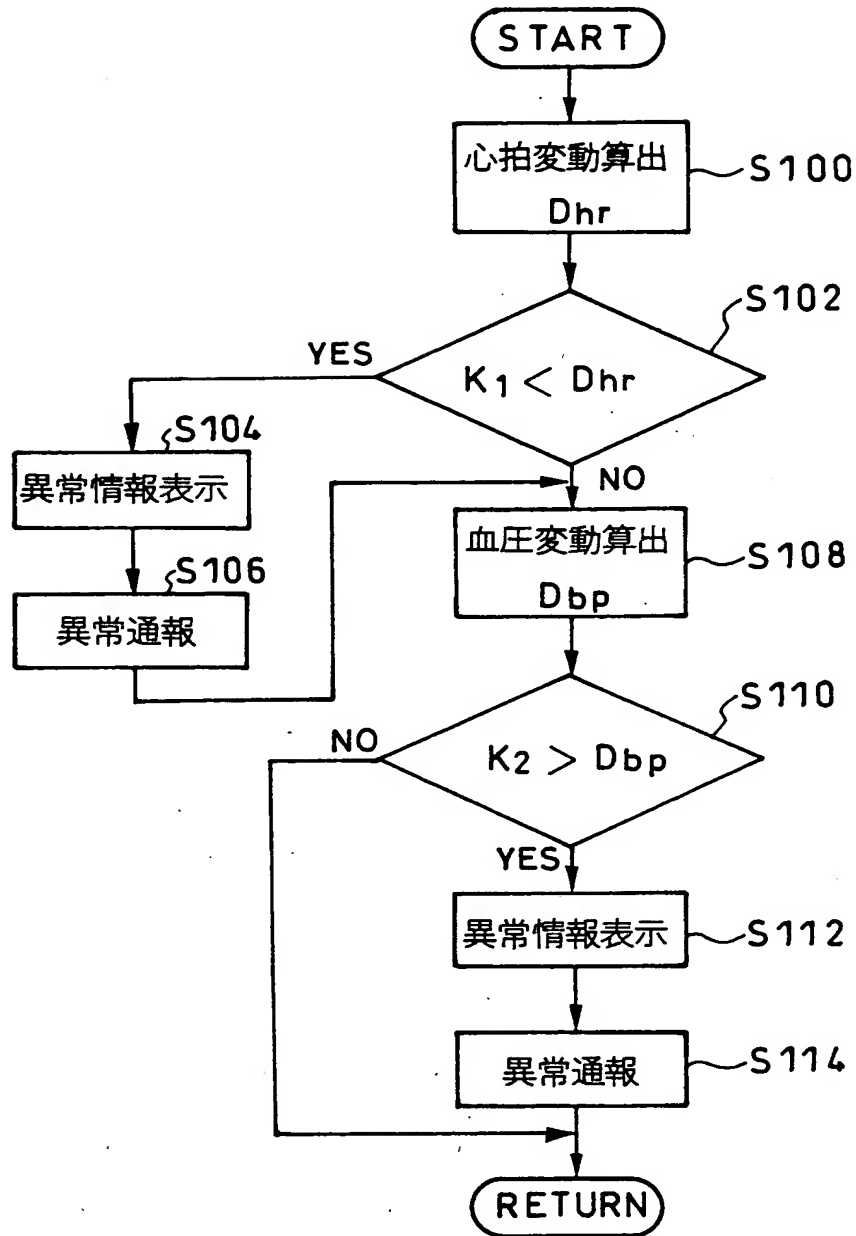 START
心拍変動算出
Dhr
S100
S102
YES
K1 < Dhr
S104
異常情報表示
NO
S106
異常通報
血圧変動算出
Dbp
S108
S110
NO
K2 > Dbp
YES
異常情報表示
S112
異常通報
S114
RETURN